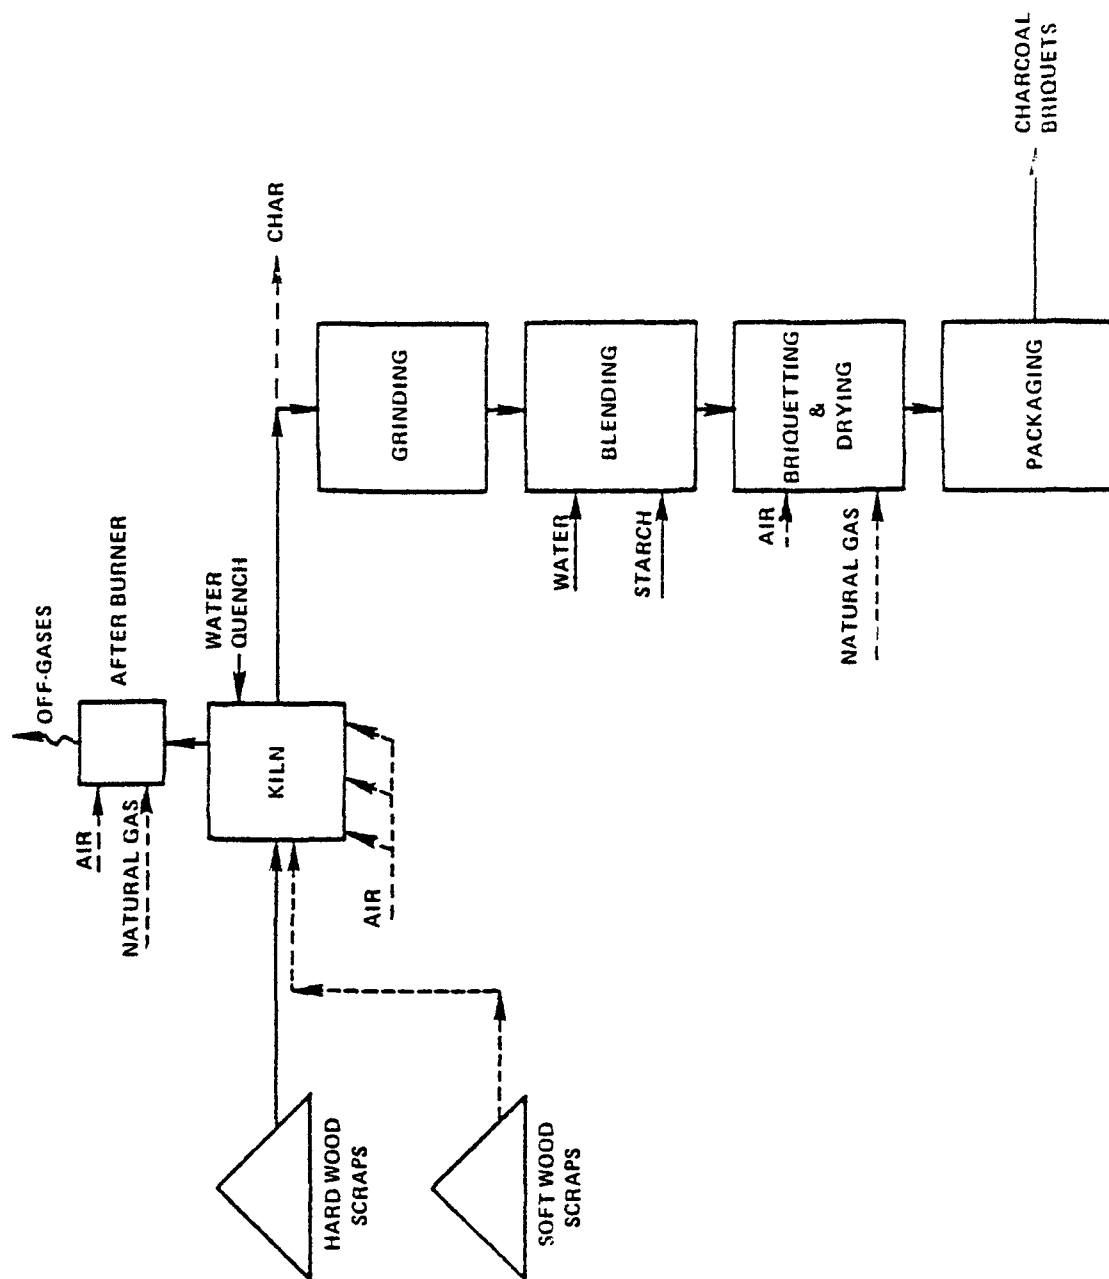 OFF-GASES
AIR
NATURAL GAS
AFTER BURNER
WATER
QUENCH
HARD WOOD
SCRAPS
KILN
CHAR
AIR
SOFT WOOD
SCRAPS
GRINDING
WATER
STARCH
BLENDING
AIR
NATURAL GAS
BRIQUETTING
&
DRYING
PACKAGING
CHARCOAL
BRIQUETS